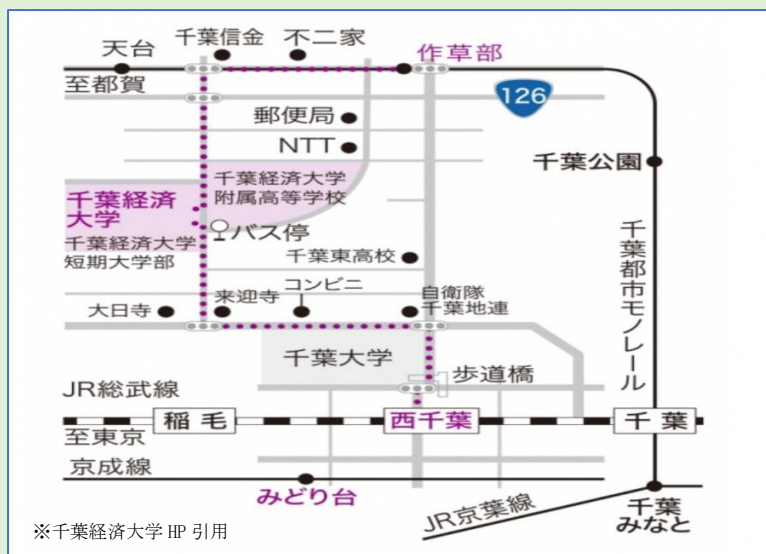 天台
千葉信金
不二家
作草部
至都賀
126
郵便局
NTT
千葉公園
千葉経済大学
附属高等学校
千葉経済
大学
バス停
千葉経済大学
短期大学部
千葉東高校
千葉都市モノレール
大日寺
来迎寺
コンビニ
自衛隊
千葉地連
千葉大学
歩道橋
JR総武線
稲毛
西千葉
千葉
至東京
京成線
みどり台
JR京葉線
千葉
みなと
※千葉経済大学 HP 引用